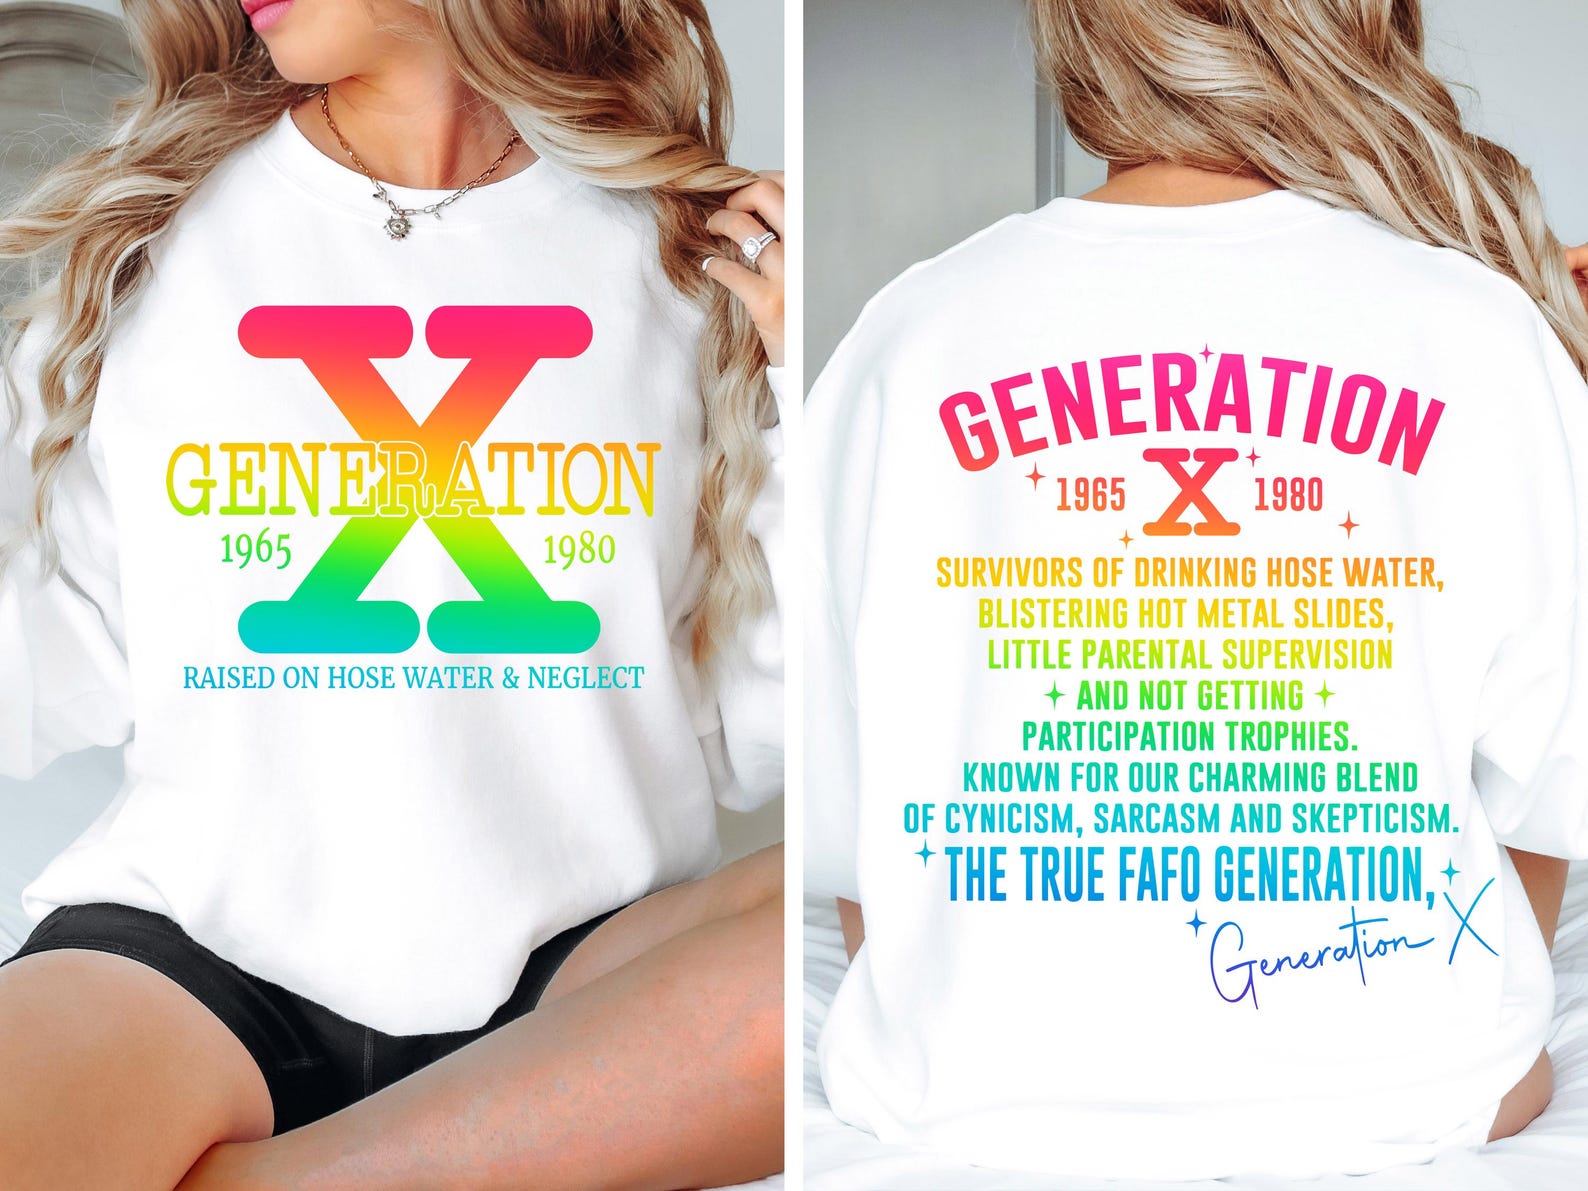 GENERATION
X
1965 1980
RAISED ON HOSE WATER & NEGLECT
GENERATION
1965 X 1980
SURVIVORS OF DRINKING HOSE WATER,
BLISTERING HOT METAL SLIDES,
LITTLE PARENTAL SUPERVISION
AND NOT GETTING
PARTICIPATION TROPHIES.
KNOWN FOR OUR CHARMING BLEND
OF CYNICISM, SARCASM AND SKEPTICISM.
THE TRUE FAFO GENERATION,
Generation X